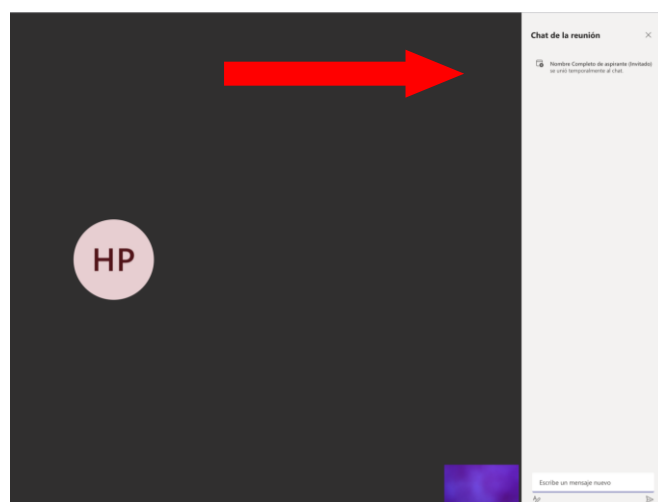 Chat de la reunión
Nombre Completo de aspirante (Invitado)
se unió temporalmente al chat.
HP
Escribe un mensaje nuevo